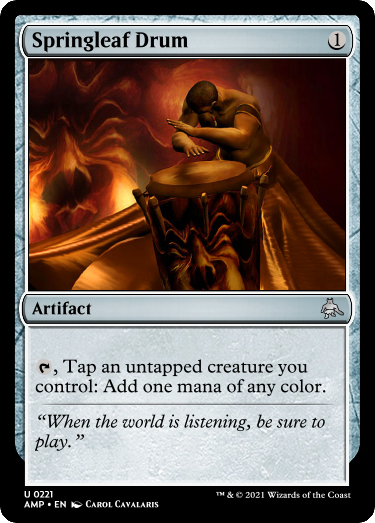 Springleaf Drum 1
Artifact
, Tap an untapped creature you
control: Add one mana of any color.
“When the world is listening, be sure to
play.”
U 0221
AMP • EN CAROL CAVALARIS
™ & © 2021 Wizards of the Coast